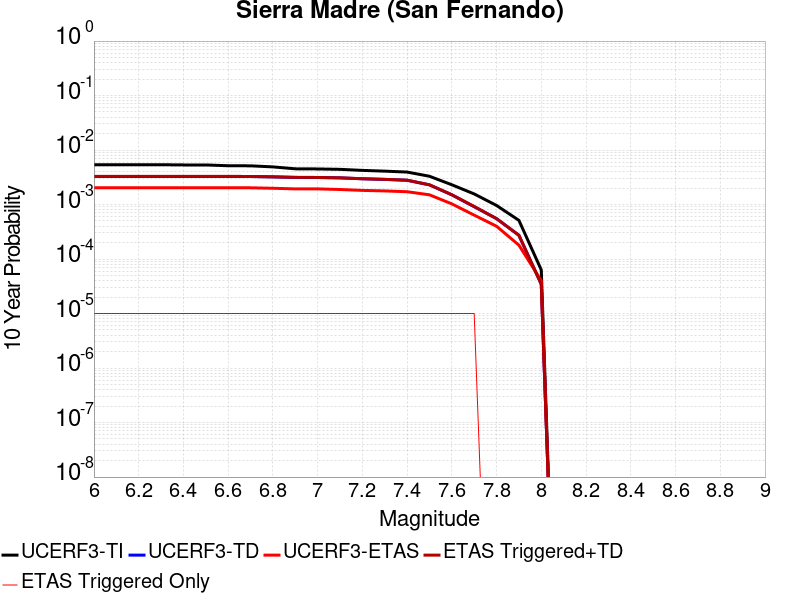 Sierra Madre (San Fernando)
10^0
10^-1
10^-2
10^-3
10^-4
10^-5
10^-6
10^-7
10^-8
10 Year Probability
6 6.2 6.4 6.6 6.8 7 7.2 7.4 7.6 7.8 8 8.2 8.4 8.6 8.8 9
Magnitude
UCERF3-TI UCERF3-TD UCERF3-ETAS ETAS Triggered+TD
ETAS Triggered Only